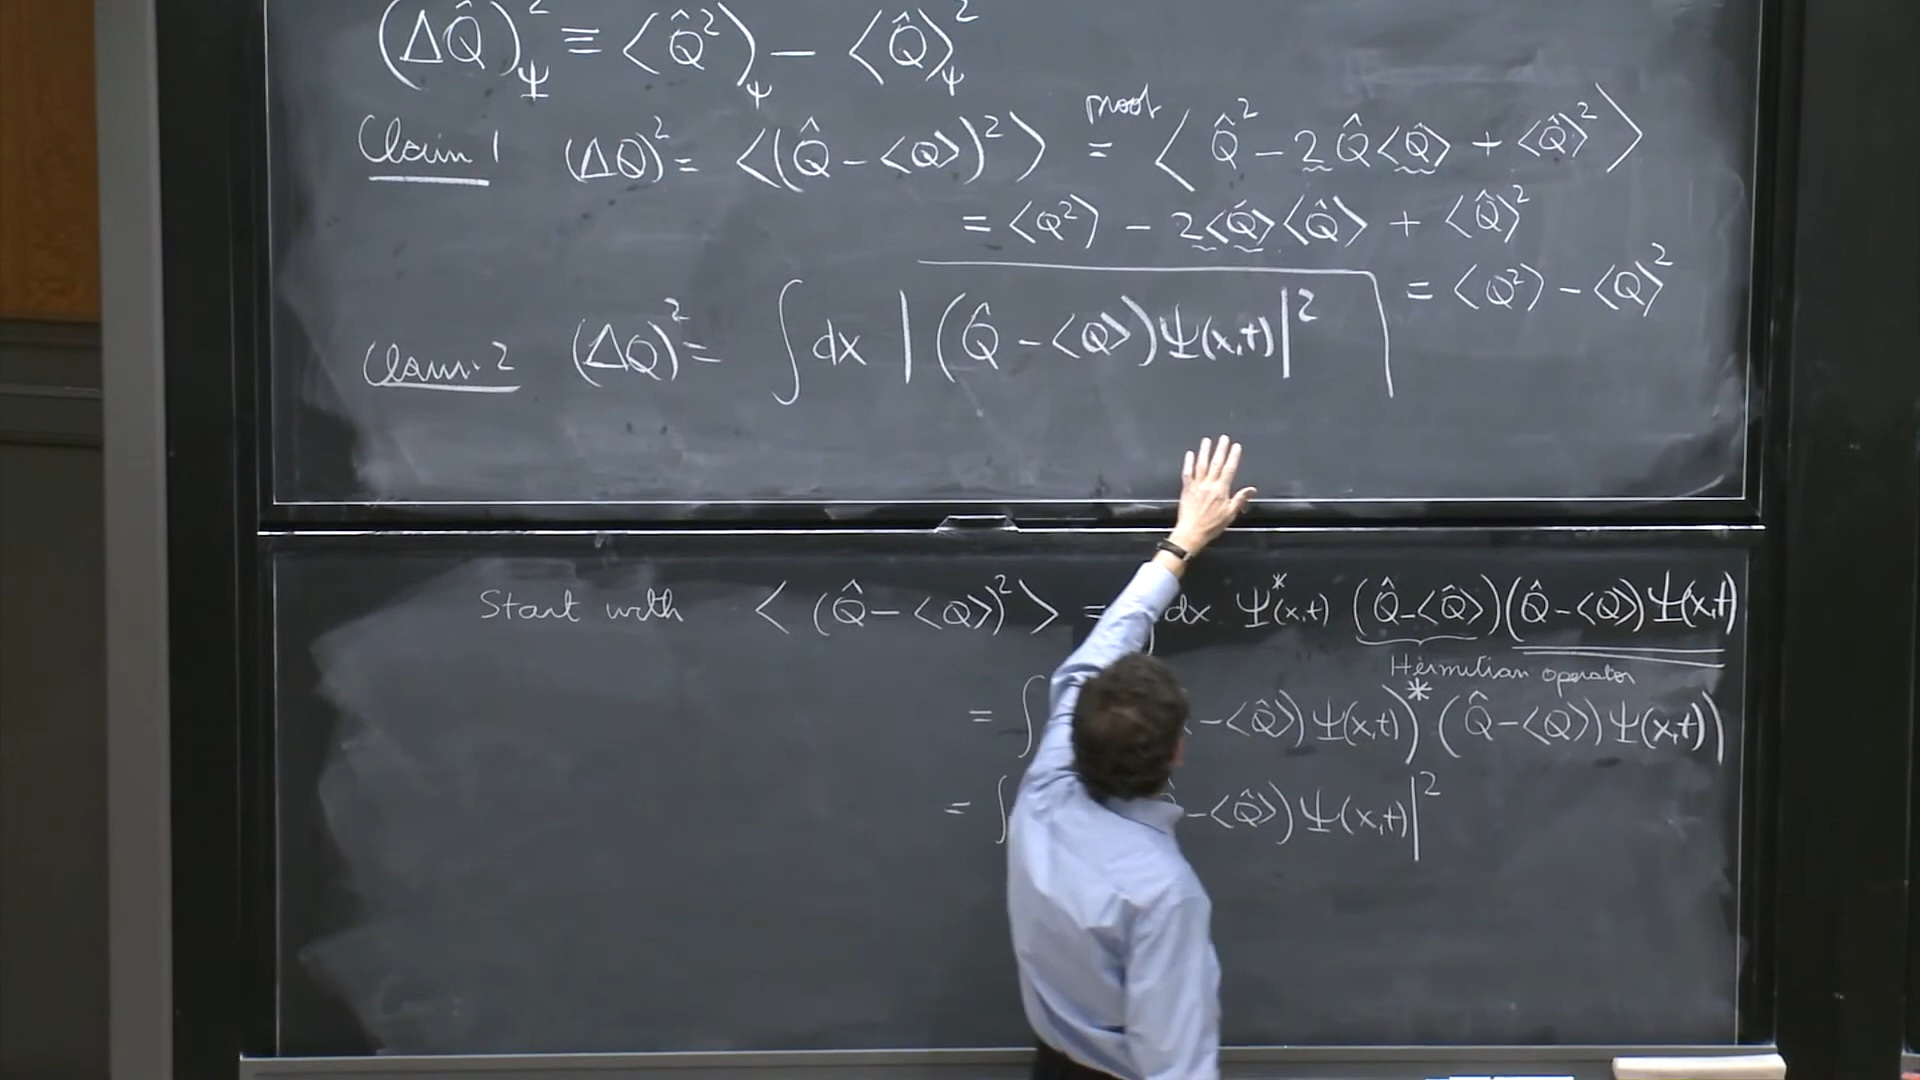 (ΔQ̂)²_Ψ ≡ ⟨Q̂²⟩_Ψ − ⟨Q̂⟩²_Ψ
Claim 1 (ΔQ)² = ⟨(Q̂ − ⟨Q⟩)²⟩ =^{proof} ⟨Q̂² − 2Q̂⟨Q̂⟩ + ⟨Q̂⟩²⟩
= ⟨Q²⟩ − 2⟨Q̂⟩⟨Q̂⟩ + ⟨Q̂⟩²
= ⟨Q²⟩ − ⟨Q⟩²
Claim 2 (ΔQ)² = ∫ dx |(Q̂ − ⟨Q⟩)Ψ(x,t)|²
Start with ⟨(Q̂ − ⟨Q⟩)²⟩ = dx Ψ*(x,t) (Q̂ − ⟨Q̂⟩)(Q̂ − ⟨Q⟩)Ψ(x,t)
Hermitian operator
= ∫ − ⟨Q̂⟩)Ψ(x,t))* (Q̂ − ⟨Q⟩)Ψ(x,t))
= ∫ − ⟨Q̂⟩)Ψ(x,t)|²